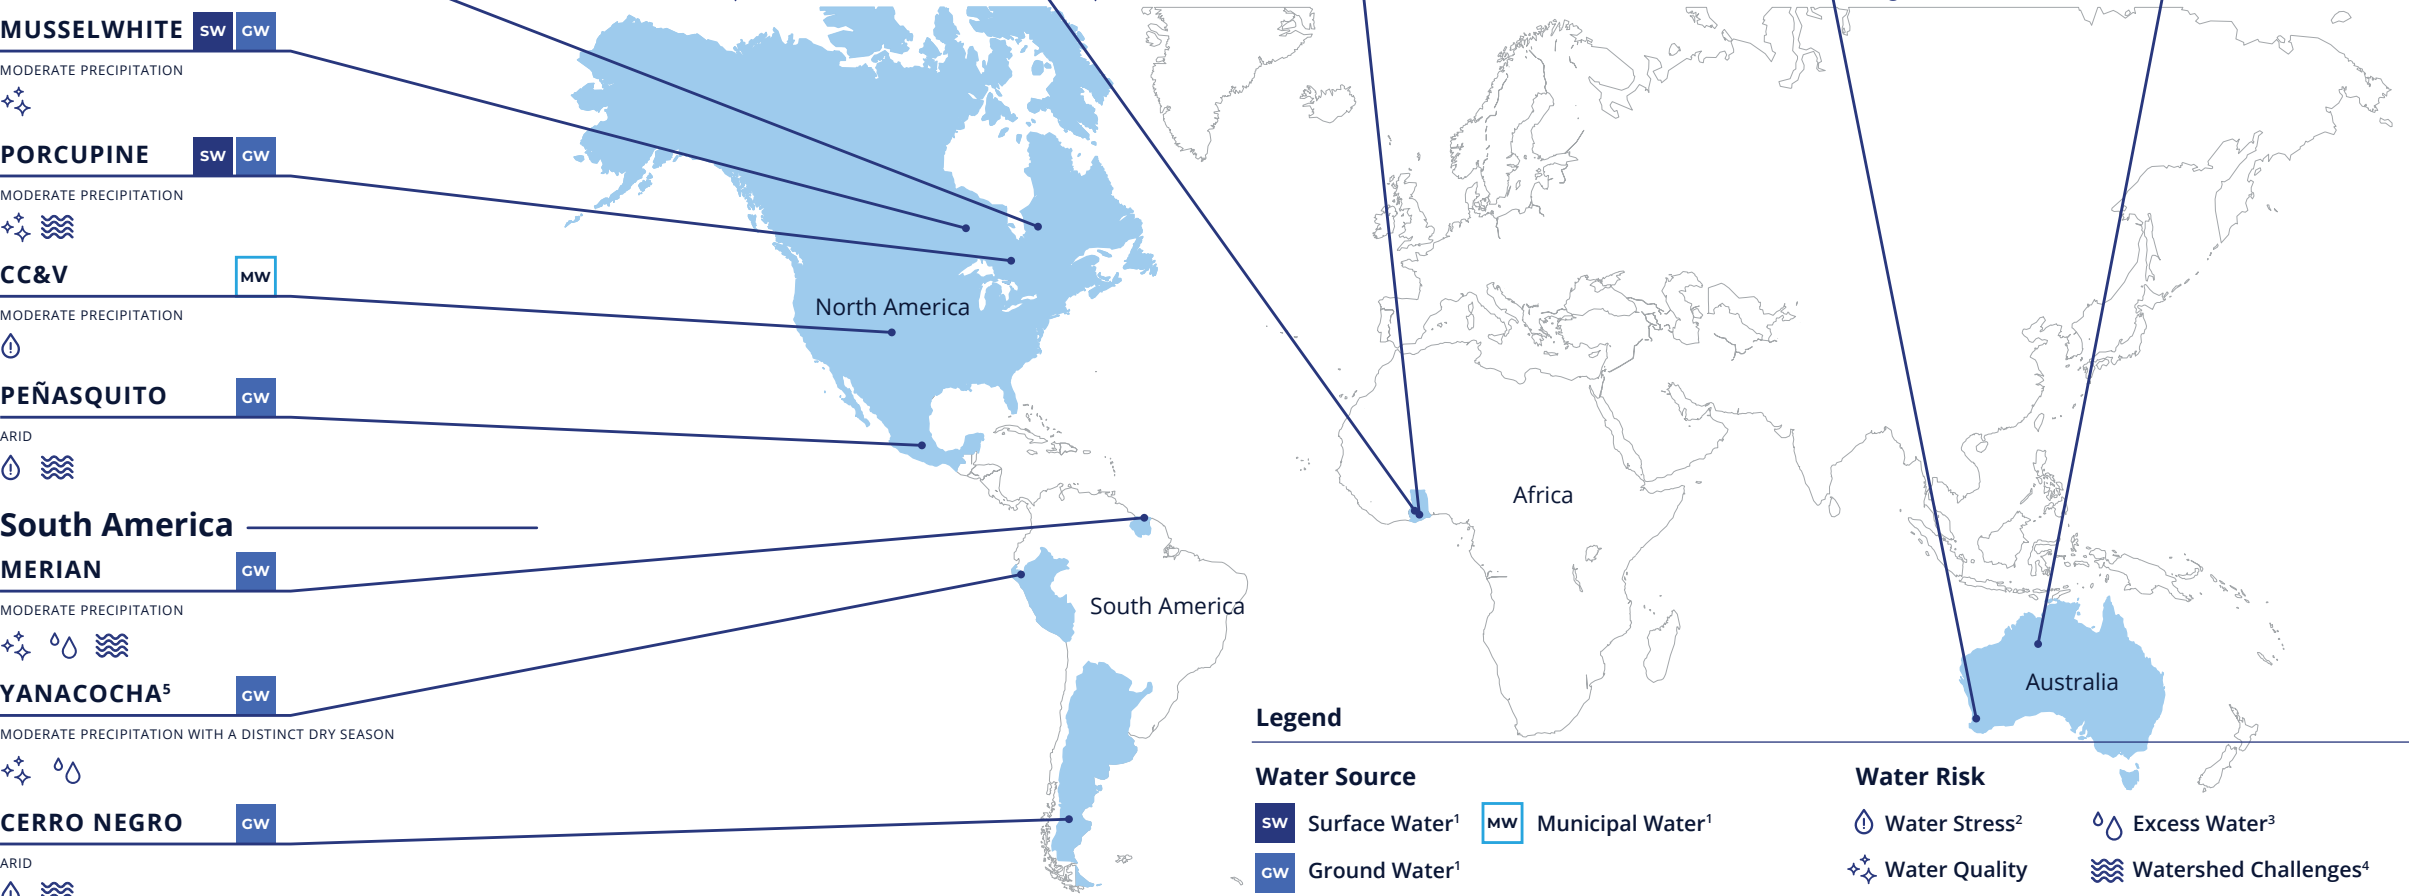 MUSSELWHITE SW GW
MODERATE PRECIPITATION
PORCUPINE SW GW
MODERATE PRECIPITATION
CC&V MW
MODERATE PRECIPITATION
PEÑASQUITO GW
ARID
South America
MERIAN GW
MODERATE PRECIPITATION
YANACOCHA⁵ GW
MODERATE PRECIPITATION WITH A DISTINCT DRY SEASON
CERRO NEGRO GW
ARID
North America
South America
Africa
Australia
Legend
Water Source
SW Surface Water¹
MW Municipal Water¹
GW Ground Water¹
Water Risk
Water Stress²
Excess Water³
Water Quality
Watershed Challenges⁴